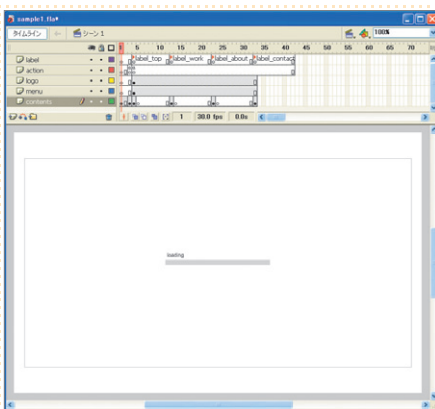 sample1.fla*
タイムライン シーン 1 100%
1 5 10 15 20 25 30 35 40 45 50 55 60 65 70
label label_top label_work label_about label_contact
action
logo
menu
contents
1 30.0 fps 0.0s
loading